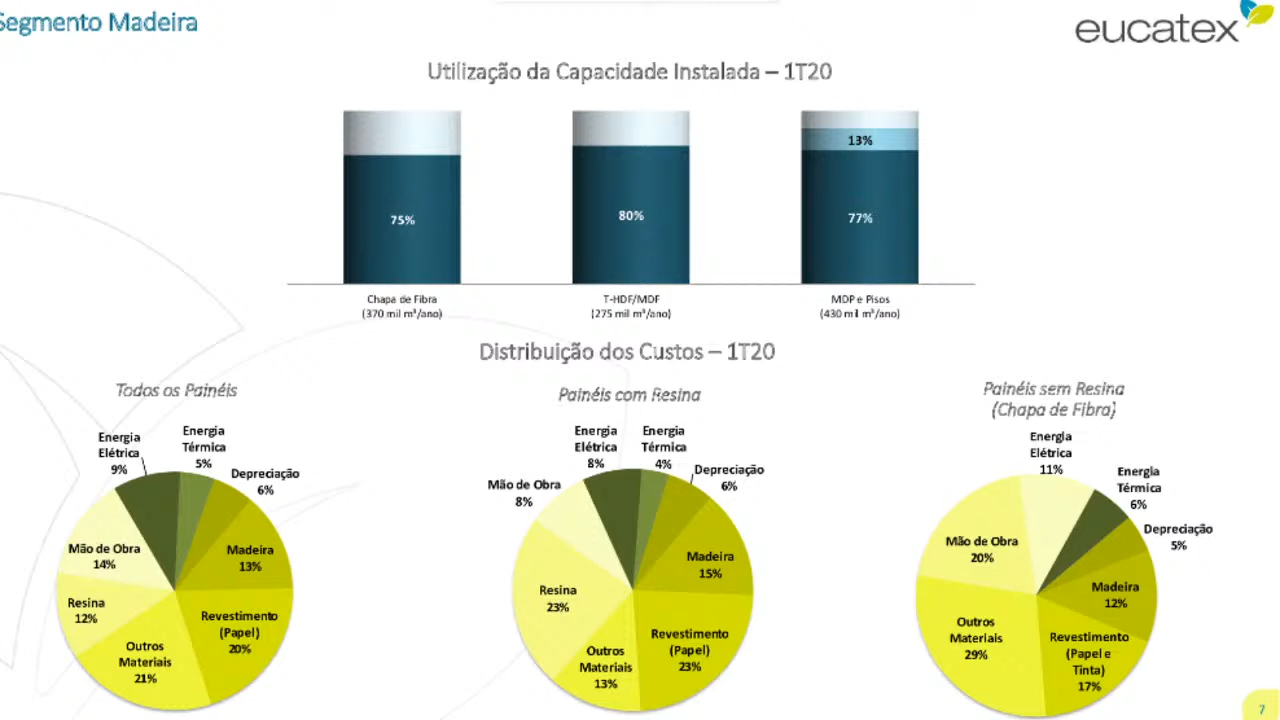 Segmento Madeira
eucatex
Utilização da Capacidade Instalada – 1T20
13%
75%
80%
77%
Chapa de Fibra
(370 mil m³/ano)
T-HDF/MDF
(275 mil m³/ano)
MDP e Pisos
(430 mil m³/ano)
Distribuição dos Custos – 1T20
Todos os Painéis
Energia
Elétrica
9%
Energia
Térmica
5%
Depreciação
6%
Mão de Obra
14%
Madeira
13%
Resina
12%
Revestimento
(Papel)
20%
Outros
Materiais
21%
Painéis com Resina
Energia
Elétrica
8%
Energia
Térmica
4%
Depreciação
6%
Mão de Obra
8%
Madeira
15%
Resina
23%
Revestimento
(Papel)
23%
Outros
Materiais
13%
Painéis sem Resina
(Chapa de Fibra)
Energia
Elétrica
11%
Energia
Térmica
6%
Depreciação
5%
Mão de Obra
20%
Madeira
12%
Outros
Materiais
29%
Revestimento
(Papel e
Tinta)
17%
7